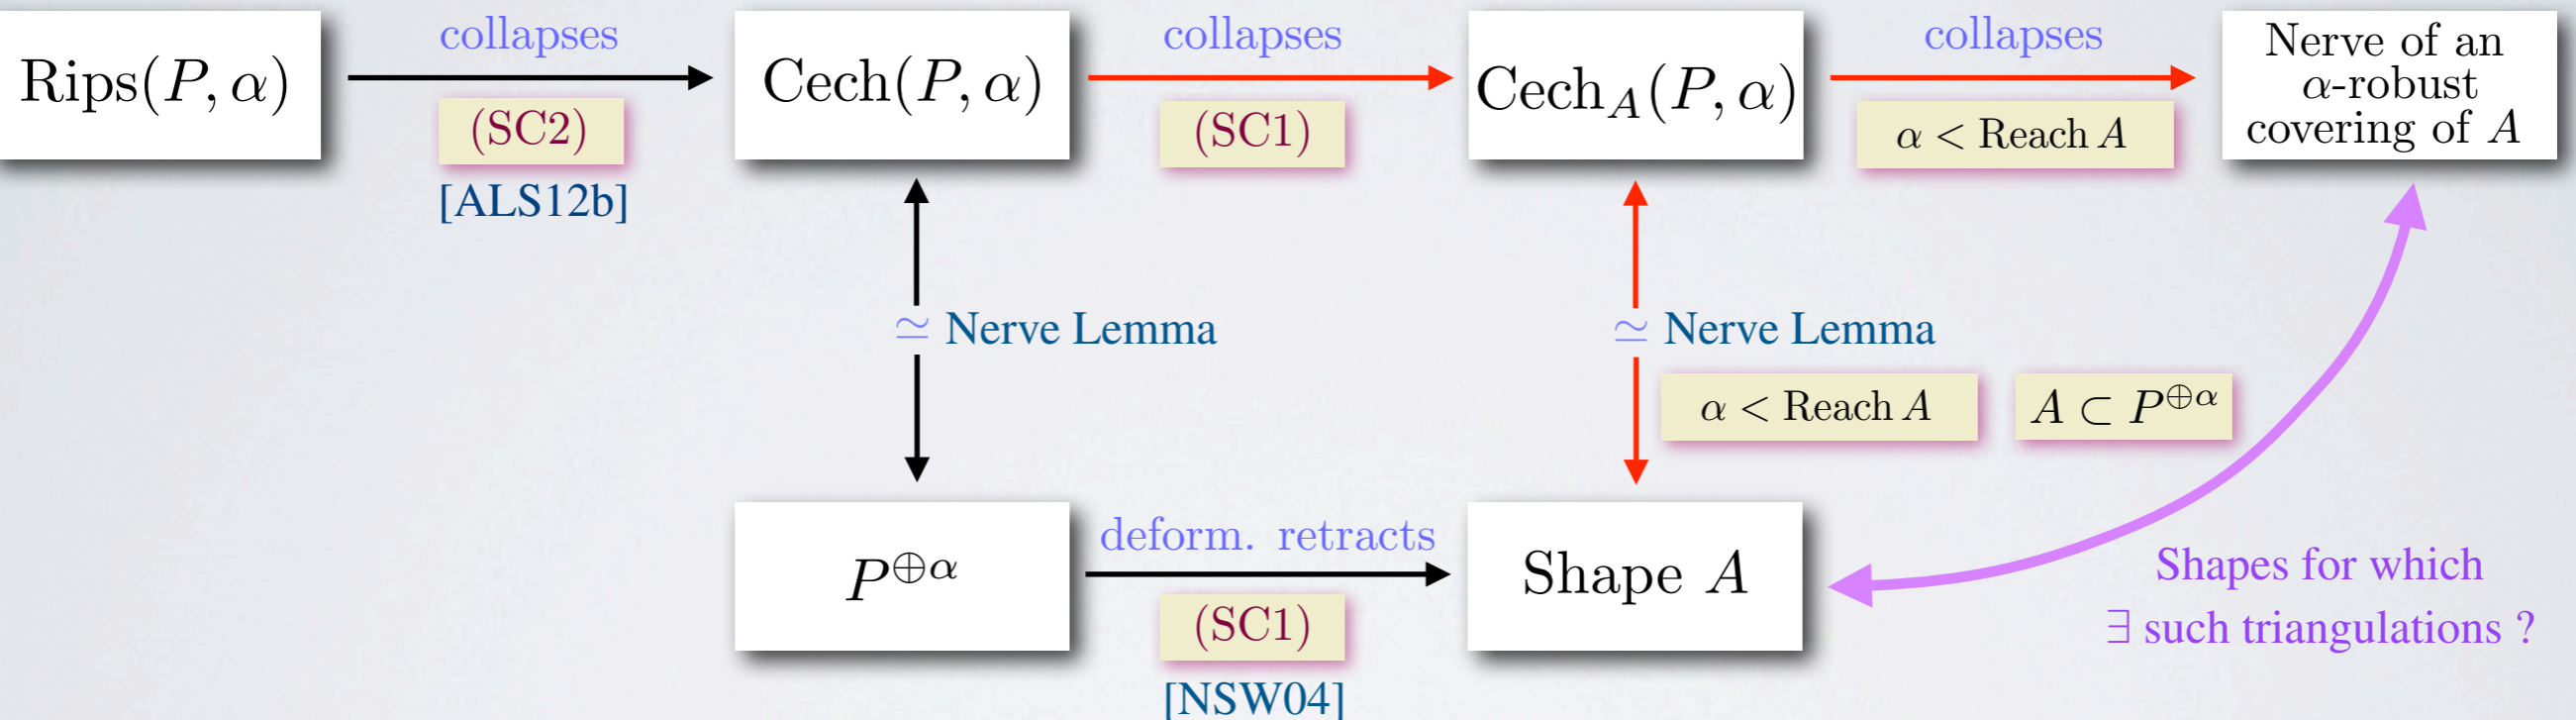 Rips(P, α)
collapses
(SC2)
[ALS12b]
Cech(P, α)
collapses
(SC1)
Cech_A(P, α)
collapses
α < Reach A
Nerve of an
α-robust
covering of A
≃ Nerve Lemma
≃ Nerve Lemma
α < Reach A
A ⊂ P^{⊕α}
P^{⊕α}
deform. retracts
(SC1)
[NSW04]
Shape A
Shapes for which
∃ such triangulations ?